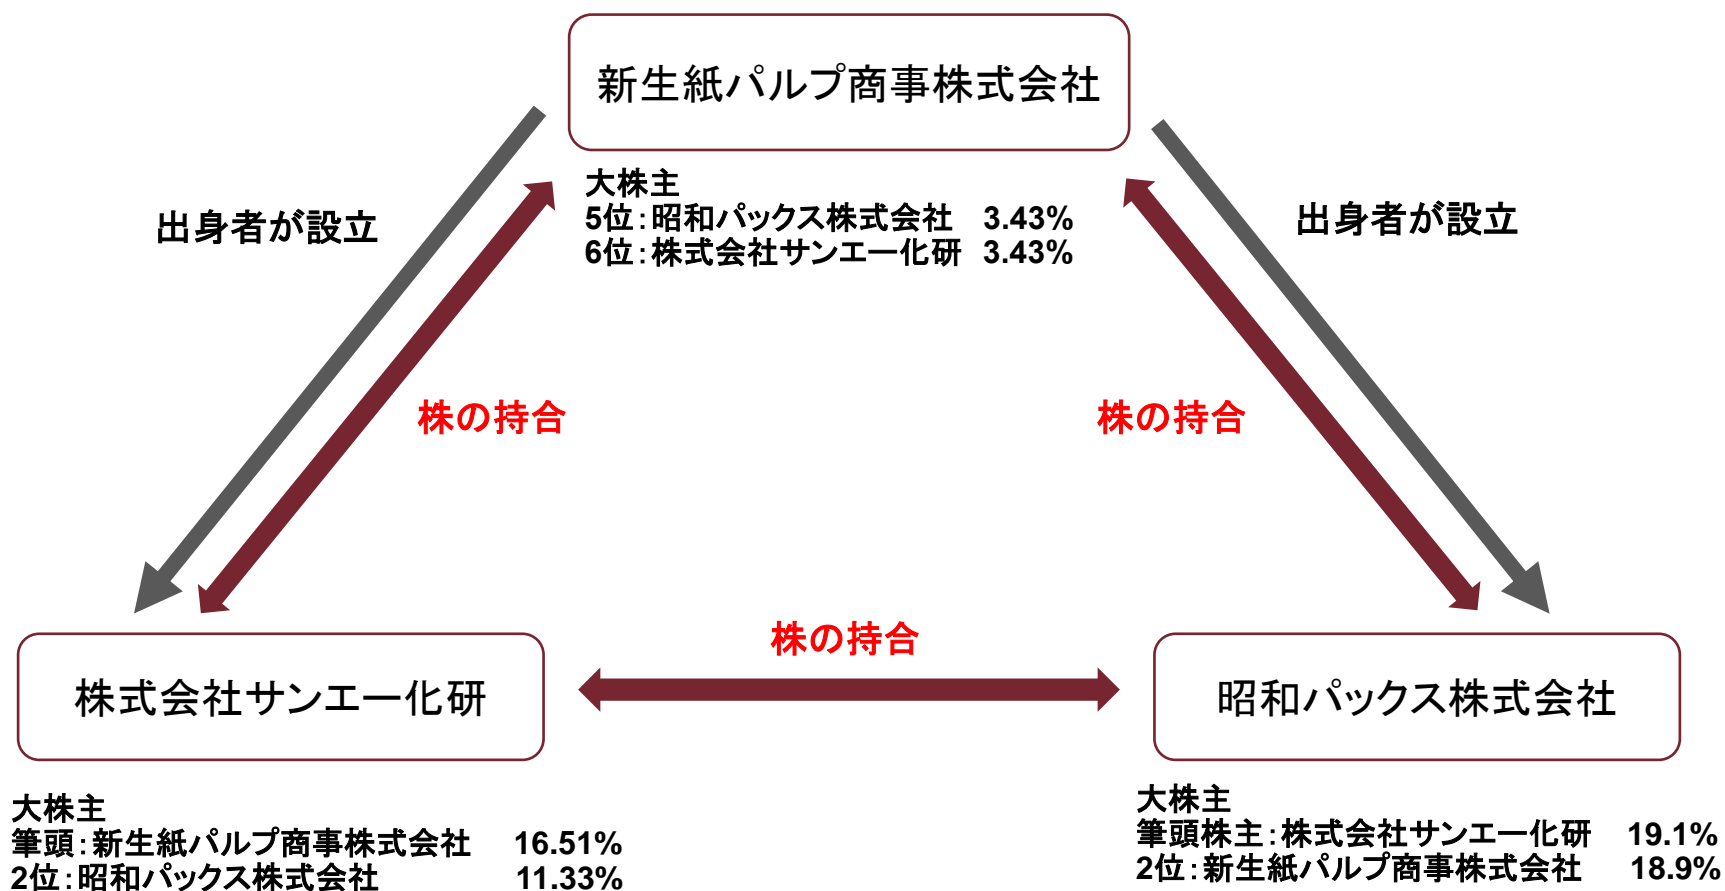 新生紙パルプ商事株式会社
大株主
5位：昭和パックス株式会社 3.43%
6位：株式会社サンエー化研 3.43%
出身者が設立
出身者が設立
株の持合
株の持合
株の持合
株式会社サンエー化研
昭和パックス株式会社
大株主
筆頭：新生紙パルプ商事株式会社 16.51%
2位：昭和パックス株式会社 11.33%
大株主
筆頭株主：株式会社サンエー化研 19.1%
2位：新生紙パルプ商事株式会社 18.9%